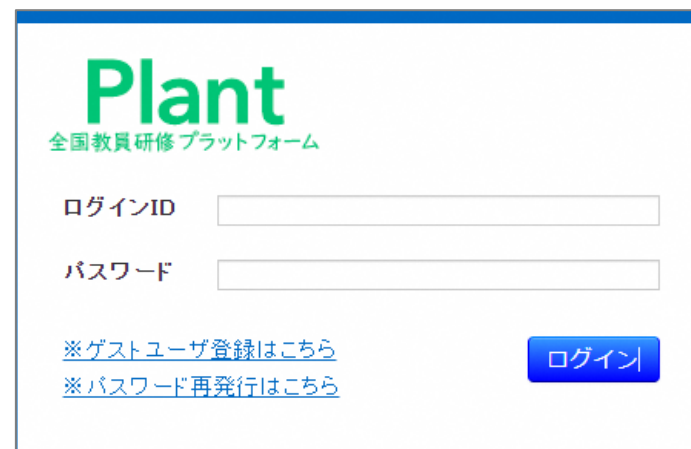 Plant
全国教員研修プラットフォーム
ログインID
パスワード
※ゲストユーザ登録はこちら
ログイン
※パスワード再発行はこちら